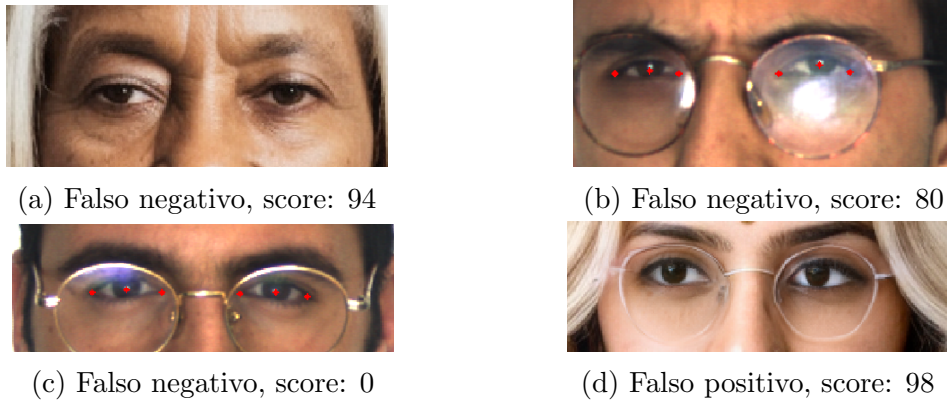 (a) Falso negativo, score: 94
(b) Falso negativo, score: 80
(c) Falso negativo, score: 0
(d) Falso positivo, score: 98